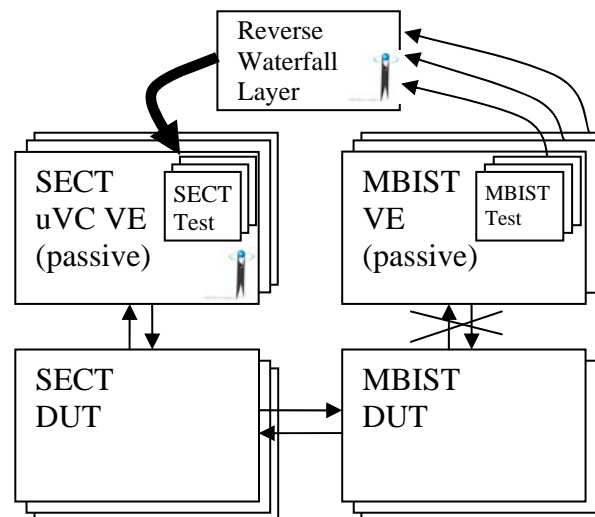 Reverse
Waterfall
Layer
SECT
uVC VE
(passive)
SECT
Test
MBIST
VE
(passive)
MBIST
Test
SECT
DUT
MBIST
DUT